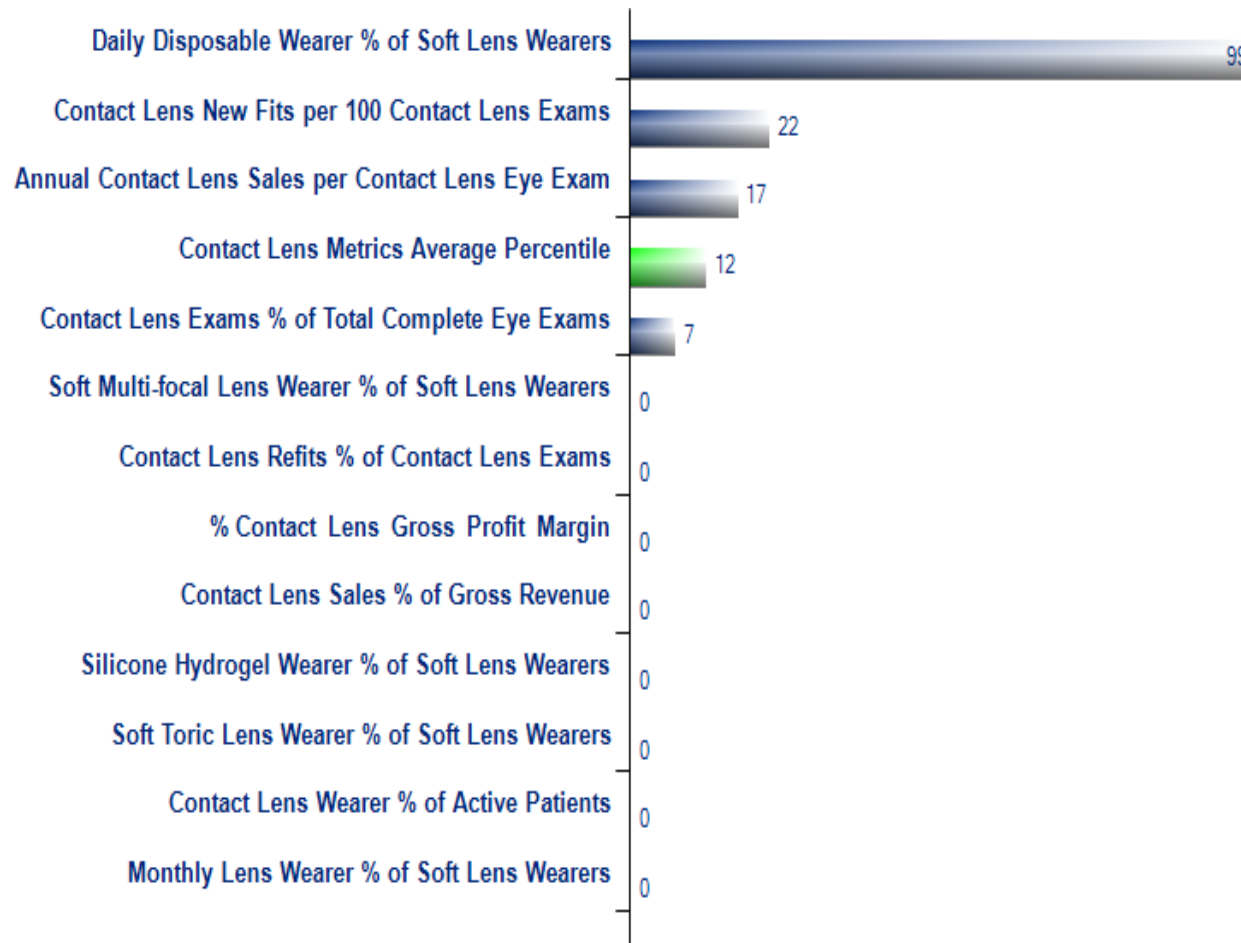 Daily Disposable Wearer % of Soft Lens Wearers 99
Contact Lens New Fits per 100 Contact Lens Exams 22
Annual Contact Lens Sales per Contact Lens Eye Exam 17
Contact Lens Metrics Average Percentile 12
Contact Lens Exams % of Total Complete Eye Exams 7
Soft Multi-focal Lens Wearer % of Soft Lens Wearers 0
Contact Lens Refits % of Contact Lens Exams 0
% Contact Lens Gross Profit Margin 0
Contact Lens Sales % of Gross Revenue 0
Silicone Hydrogel Wearer % of Soft Lens Wearers 0
Soft Toric Lens Wearer % of Soft Lens Wearers 0
Contact Lens Wearer % of Active Patients 0
Monthly Lens Wearer % of Soft Lens Wearers 0